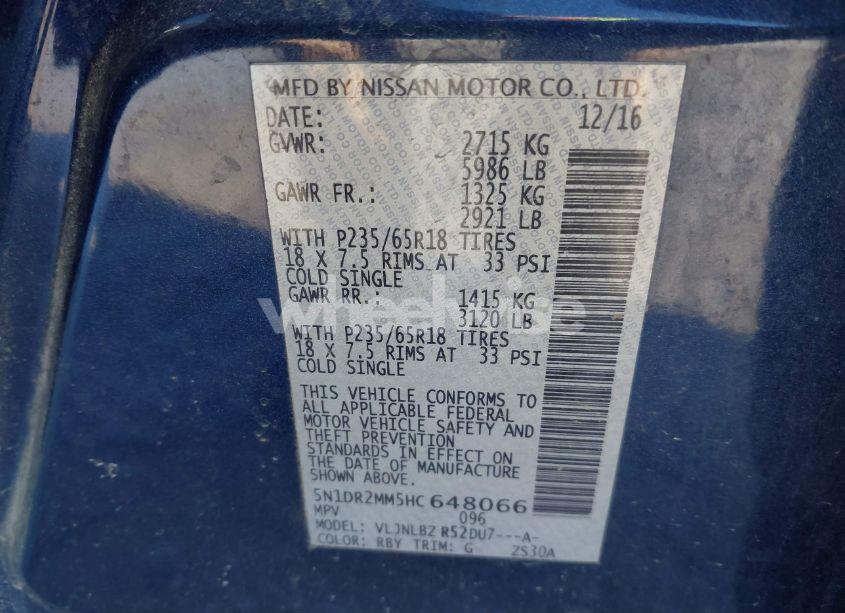 MFD BY NISSAN MOTOR CO., LTD.
DATE: 12/16
GVWR: 2715 KG
5986 LB
GAWR FR.: 1325 KG
2921 LB
WITH P235/65R18 TIRES
18 X 7.5 RIMS AT 33 PSI
COLD SINGLE
GAWR RR.: 1415 KG
3120 LB
wheelwise
WITH P235/65R18 TIRES
18 X 7.5 RIMS AT 33 PSI
COLD SINGLE
THIS VEHICLE CONFORMS TO
ALL APPLICABLE FEDERAL
MOTOR VEHICLE SAFETY AND
THEFT PREVENTION
STANDARDS IN EFFECT ON
THE DATE OF MANUFACTURE
SHOWN ABOVE.
5N1DR2MM5HC 648066
MPV 096
MODEL: VLJNLBZ R52DU7---A-
COLOR: RBY TRIM: G ZS30A